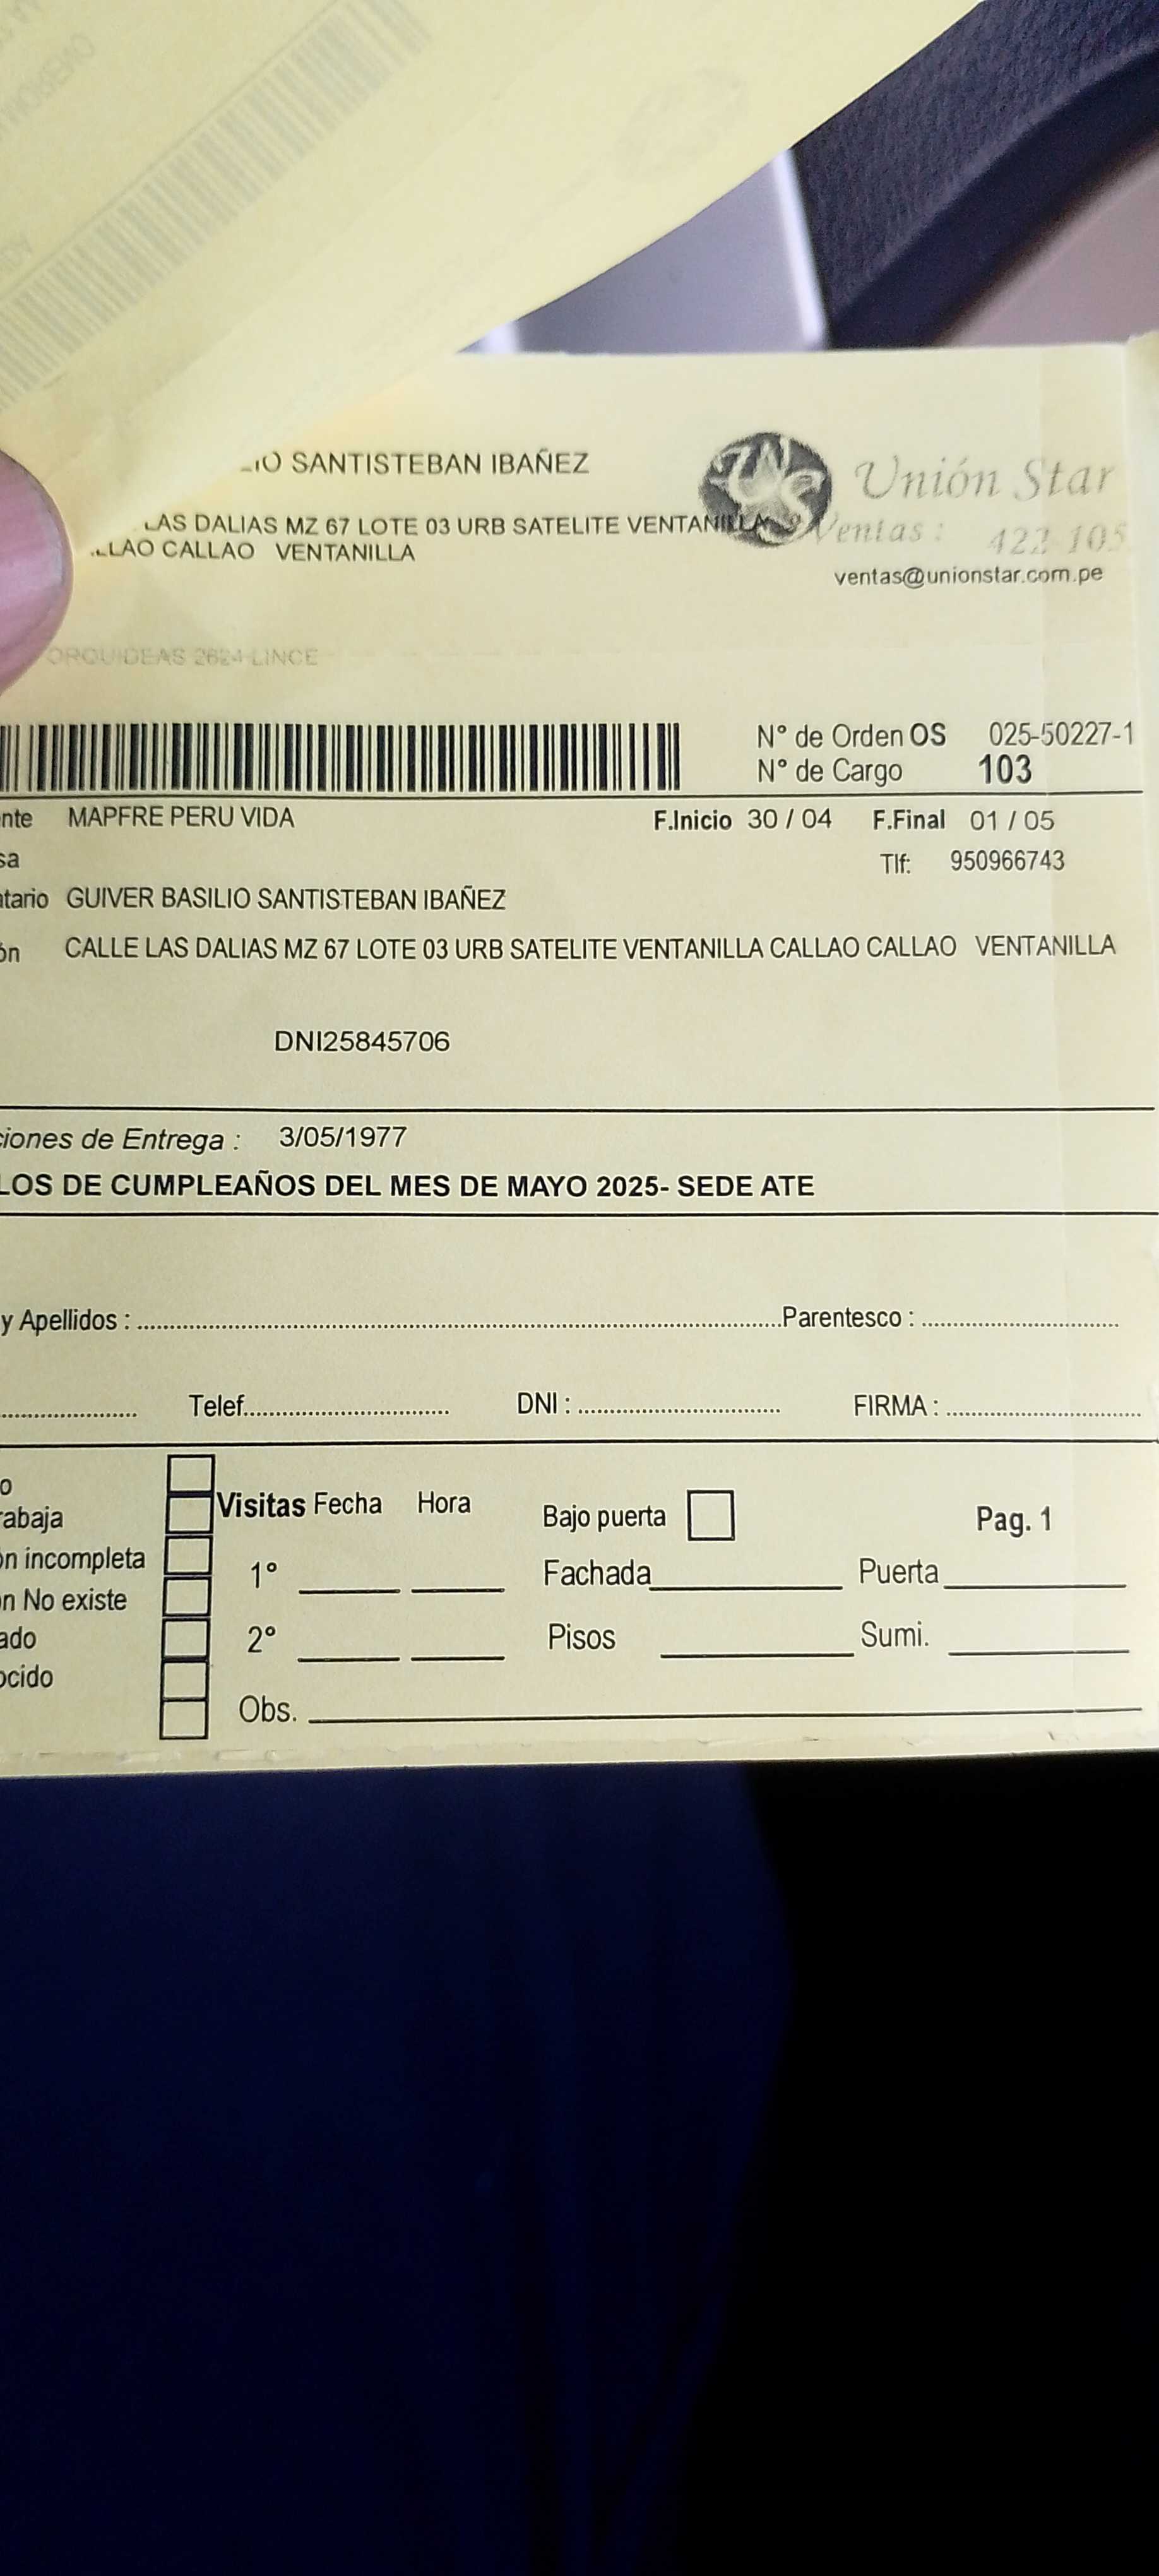 IO SANTISTEBAN IBAÑEZ
Unión Star
LAS DALIAS MZ 67 LOTE 03 URB SATELITE VENTANILLA
Ventas : 422 105
LLAO CALLAO VENTANILLA
ventas@unionstar.com.pe
ORQUIDEAS 2624 LINCE
N° de Orden OS 025-50227-1
N° de Cargo 103
nte MAPFRE PERU VIDA F.Inicio 30 / 04 F.Final 01 / 05
sa Tlf: 950966743
tario GUIVER BASILIO SANTISTEBAN IBAÑEZ
ón CALLE LAS DALIAS MZ 67 LOTE 03 URB SATELITE VENTANILLA CALLAO CALLAO VENTANILLA
DNI25845706
ciones de Entrega : 3/05/1977
LOS DE CUMPLEAÑOS DEL MES DE MAYO 2025- SEDE ATE
y Apellidos : Parentesco :
Telef. DNI : FIRMA :
o
Visitas Fecha Hora Bajo puerta Pag. 1
rabaja
ón incompleta 1° Fachada Puerta
n No existe
ado 2° Pisos Sumi.
ocido
Obs.